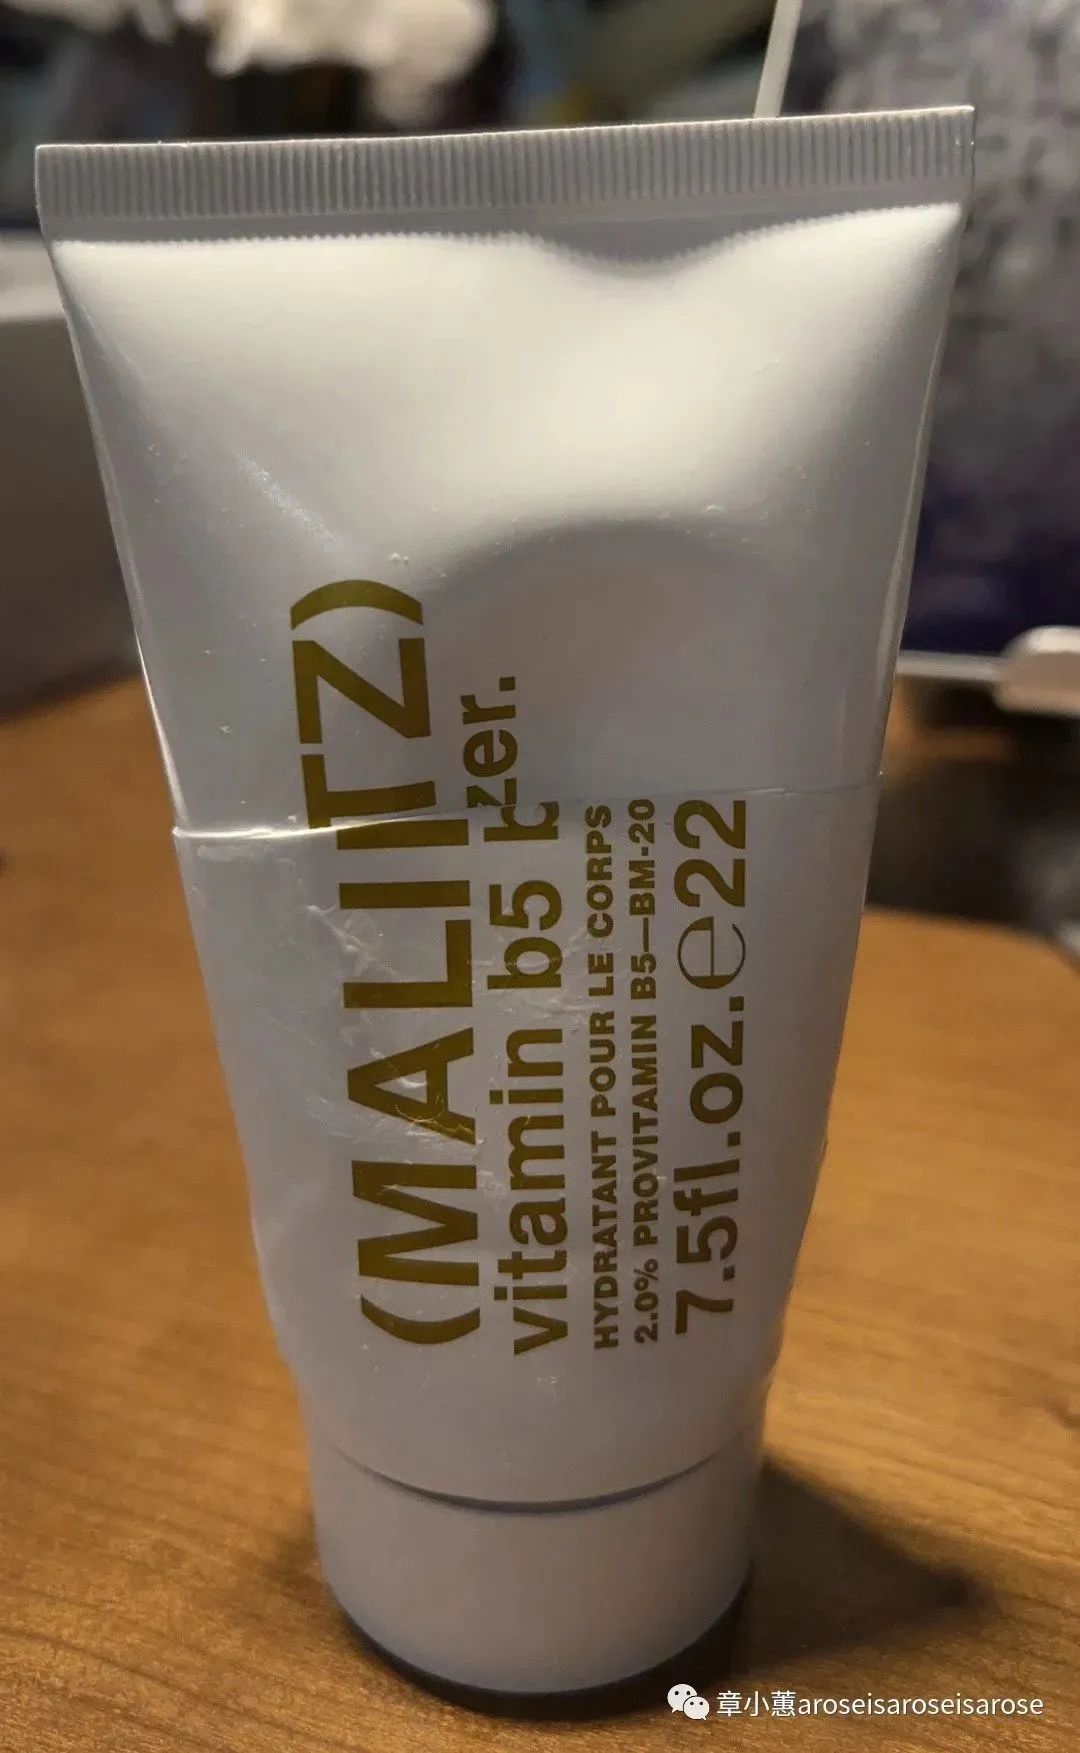 (MALITZ)
vitamin b5 bzer.
HYDRATANT POUR LE CORPS
2.0% PROVITAMIN B5—BM-20
7.5fl.oz.℮22
章小蕙aroseisaroseisarose